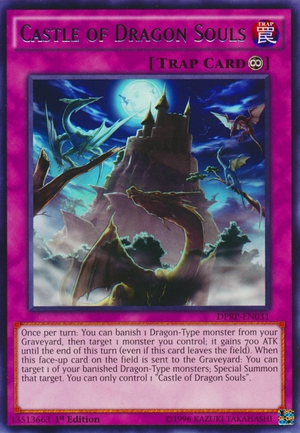 CASTLE OF DRAGON SOULS
TRAP
罠
[TRAP CARD∞]
DPRP-EN031
Once per turn: You can banish 1 Dragon-Type monster from your
Graveyard, then target 1 monster you control; it gains 700 ATK
until the end of this turn (even if this card leaves the field). When
this face-up card on the field is sent to the Graveyard: You can
target 1 of your banished Dragon-Type monsters; Special Summon
that target. You can only control 1 "Castle of Dragon Souls".
33513663
1st Edition
©1996 KAZUKI TAKAHASHI